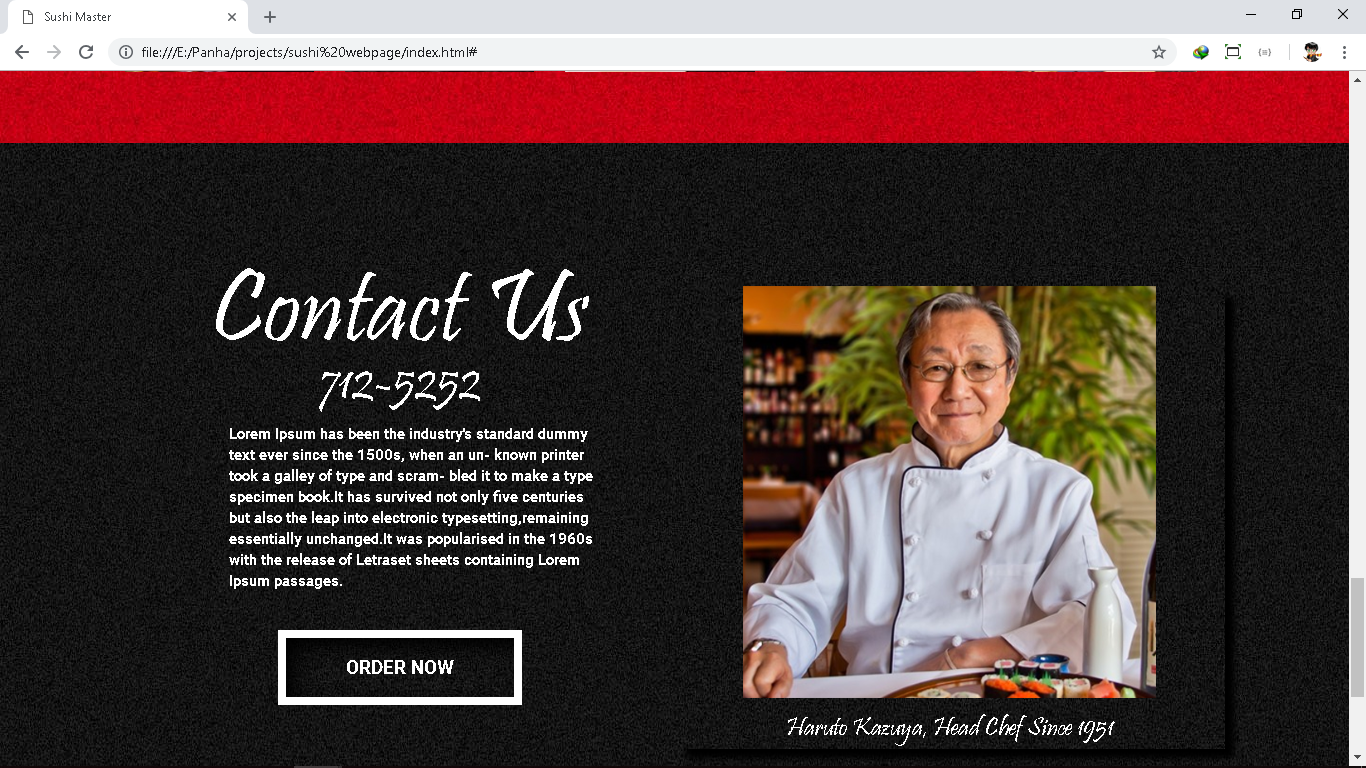 Sushi Master
file:///E:/Panha/projects/sushi%20webpage/index.html#
Contact Us
712-5252
Lorem Ipsum has been the industry's standard dummy
text ever since the 1500s, when an un- known printer
took a galley of type and scram- bled it to make a type
specimen book.It has survived not only five centuries
but also the leap into electronic typesetting,remaining
essentially unchanged.It was popularised in the 1960s
with the release of Letraset sheets containing Lorem
Ipsum passages.
ORDER NOW
Haruto Kazuya, Head Chef Since 1951